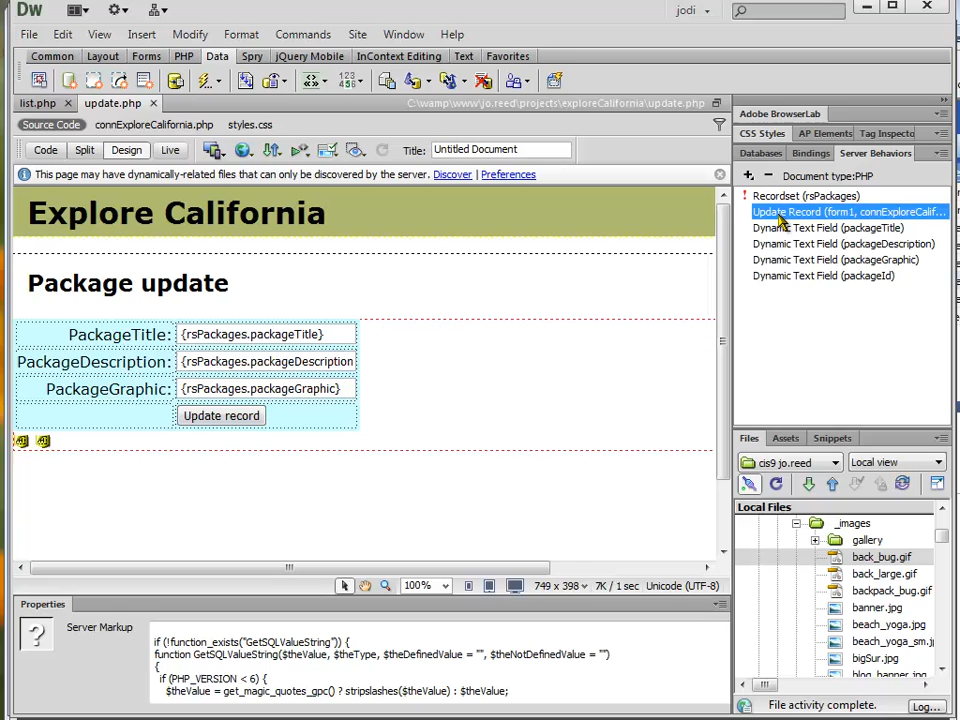 Dw
jodi
File Edit View Insert Modify Format Commands Site Window Help
Common Layout Forms PHP Data Spry jQuery Mobile InContext Editing Text Favorites
list.php update.php C:\wamp\www\jo.reed\projects\exploreCalifornia\update.php
Source Code connExploreCalifornia.php styles.css
Code Split Design Live Title: Untitled Document
This page may have dynamically-related files that can only be discovered by the server. Discover | Preferences
Explore California
Package update
PackageTitle: {rsPackages.packageTitle}
PackageDescription: {rsPackages.packageDescription
PackageGraphic: {rsPackages.packageGraphic}
Update record
100% 749 x 398 7K / 1 sec Unicode (UTF-8)
Properties
Server Markup
if (!function_exists("GetSQLValueString")) {
function GetSQLValueString($theValue, $theType, $theDefinedValue = "", $theNotDefinedValue = "")
{
if (PHP_VERSION < 6) {
$theValue = get_magic_quotes_gpc() ? stripslashes($theValue) : $theValue;
Adobe BrowserLab
CSS Styles AP Elements Tag Inspecto
Databases Bindings Server Behaviors
Document type:PHP
! Recordset (rsPackages)
Update Record (form1, connExploreCalif...
Dynamic Text Field (packageTitle)
Dynamic Text Field (packageDescription)
Dynamic Text Field (packageGraphic)
Dynamic Text Field (packageId)
Files Assets Snippets
cis9 jo.reed Local view
Local Files
_images
gallery
back_bug.gif
back_large.gif
backpack_bug.gif
banner.jpg
beach_yoga.jpg
beach_yoga_sm.j
bigSur.jpg
blog_banner.jpg
File activity complete. Log...